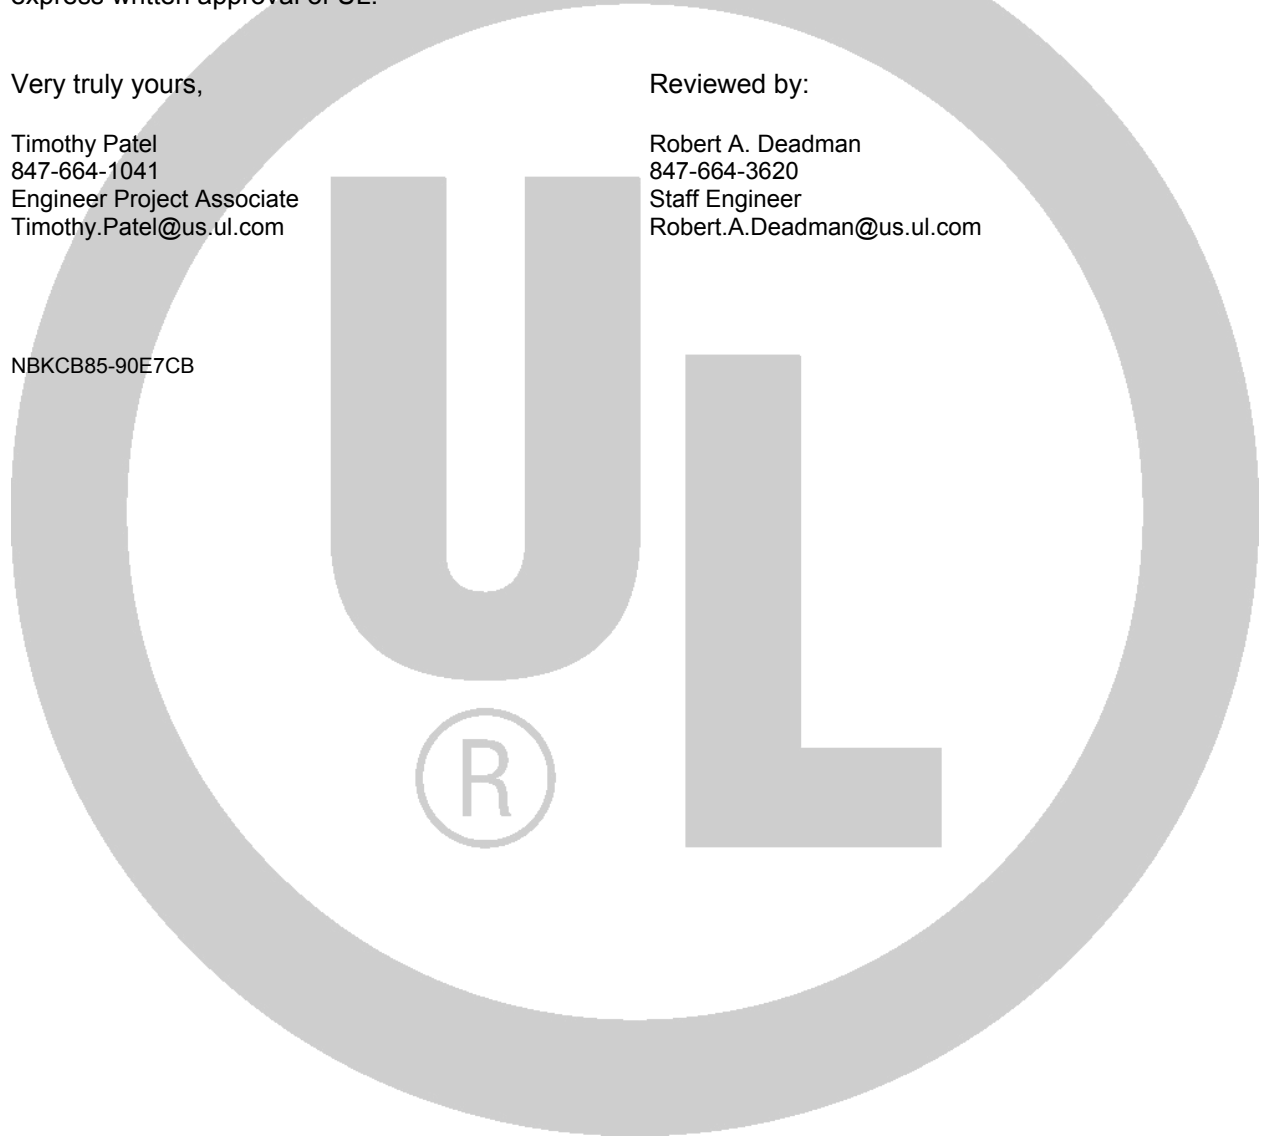 express written approval of UL.
Very truly yours,
Reviewed by:
Timothy Patel
847-664-1041
Engineer Project Associate
Timothy.Patel@us.ul.com
Robert A. Deadman
847-664-3620
Staff Engineer
Robert.A.Deadman@us.ul.com
NBKCB85-90E7CB
UL
®